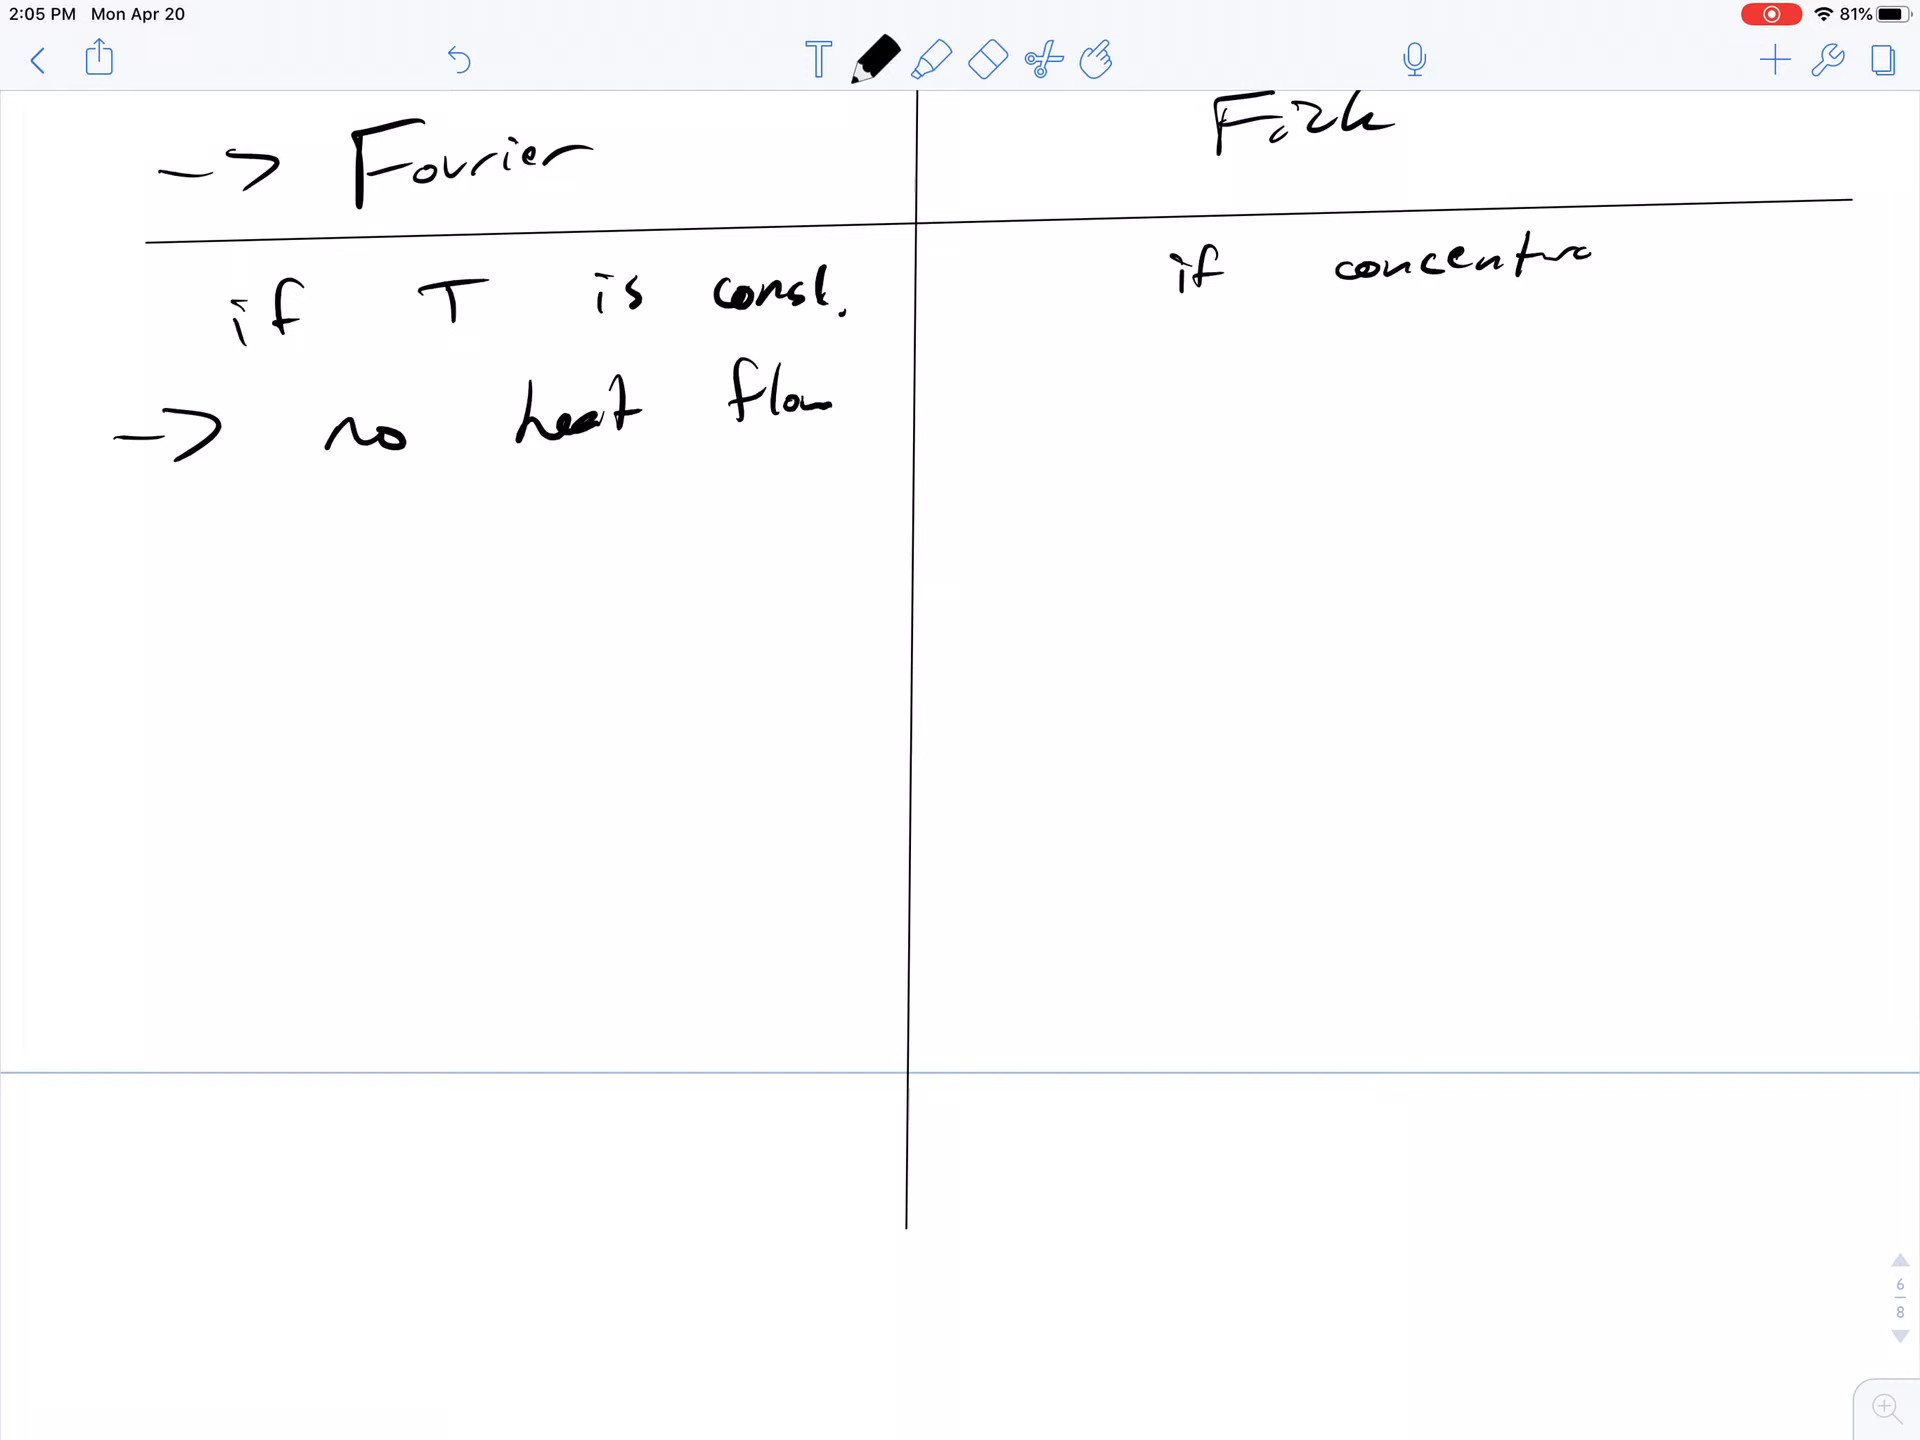 2:05 PM Mon Apr 20
81%
T
-> Fourier
Fick
if T is const.
-> no heat flow
if concentra
6
8